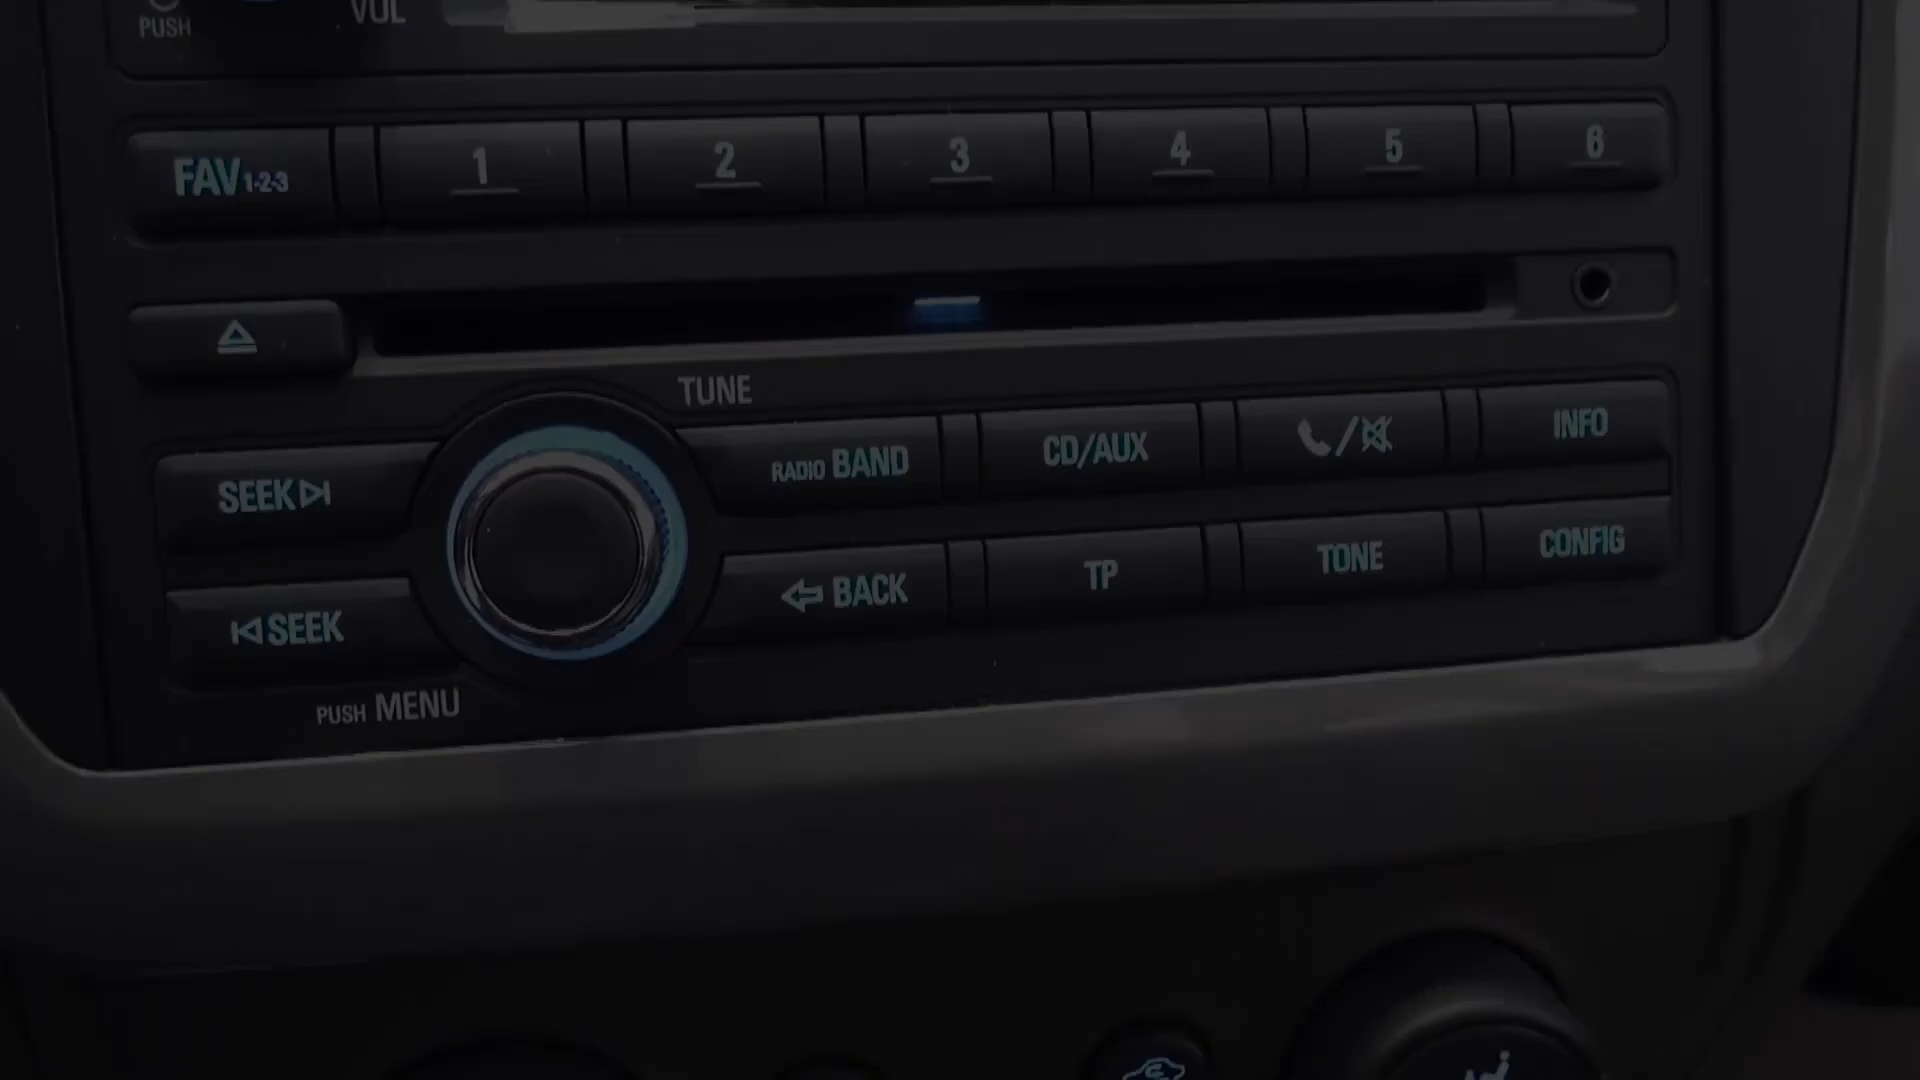 PUSH
VOL
FAV 1-2-3
1
2
3
4
5
6
TUNE
SEEK
RADIO BAND
CD/AUX
INFO
SEEK
BACK
TP
TONE
CONFIG
PUSH MENU